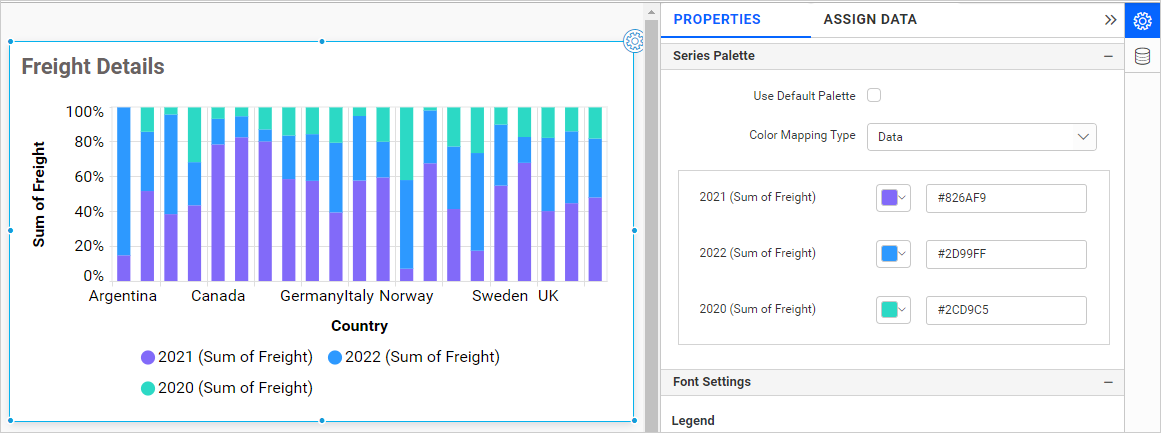 Freight Details
Sum of Freight
100%
80%
60%
40%
20%
0%
Argentina Canada Germany Italy Norway Sweden UK
Country
2021 (Sum of Freight) 2022 (Sum of Freight)
2020 (Sum of Freight)
PROPERTIES ASSIGN DATA
Series Palette
Use Default Palette
Color Mapping Type Data
2021 (Sum of Freight) #826AF9
2022 (Sum of Freight) #2D99FF
2020 (Sum of Freight) #2CD9C5
Font Settings
Legend